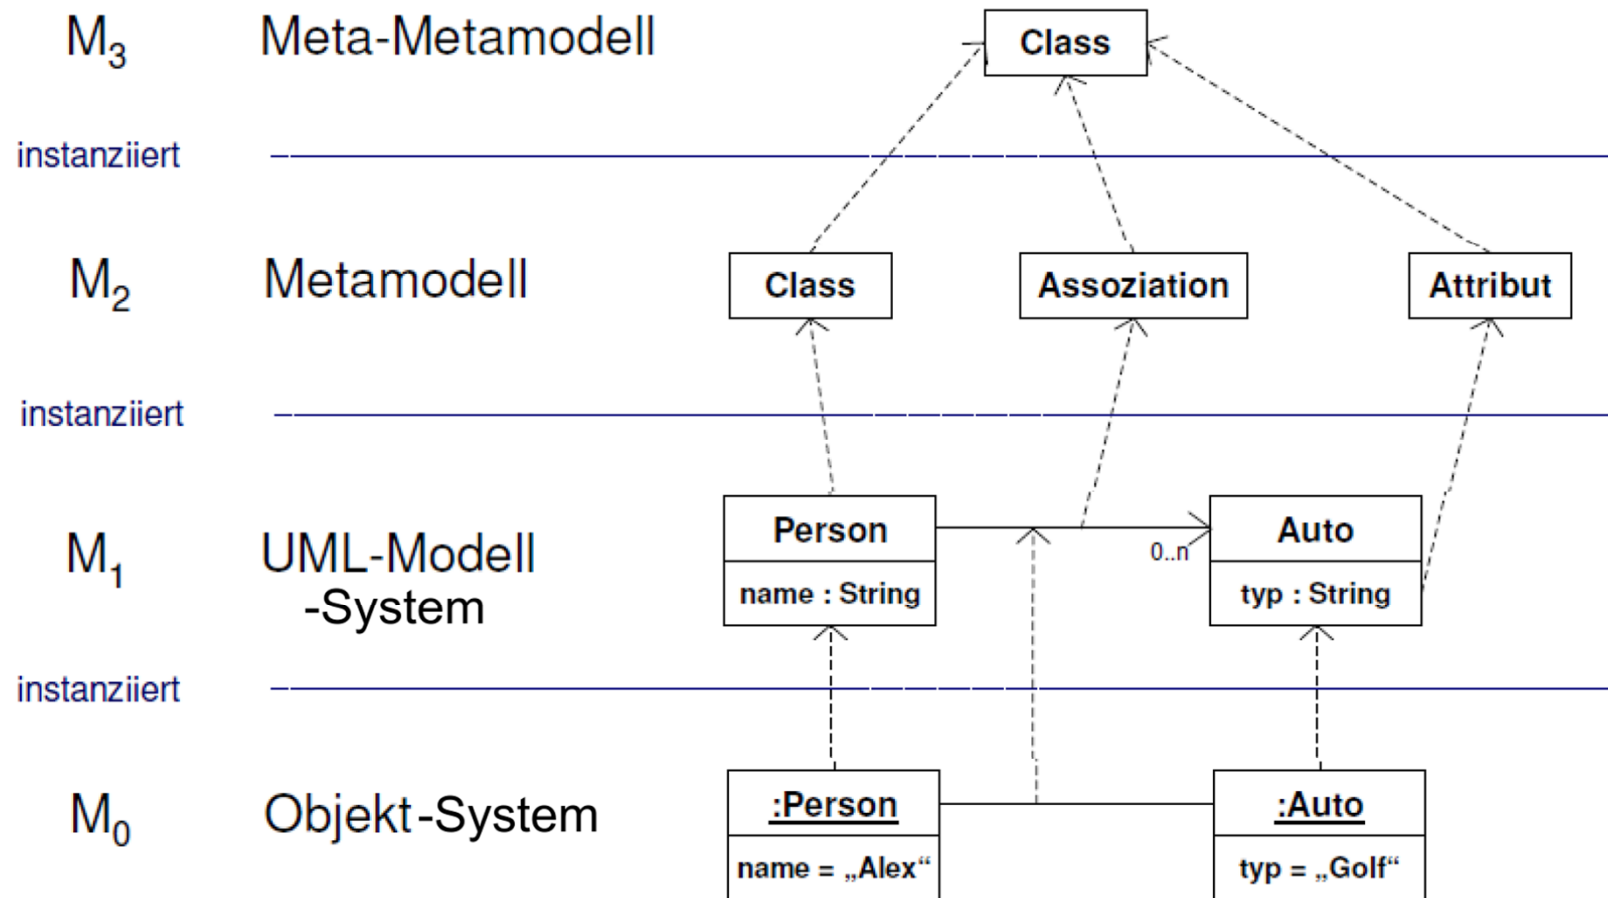 M3 Meta-Metamodell Class
instanziiert
M2 Metamodell Class Assoziation Attribut
instanziiert
Person Auto
M1 UML-Modell 0..n
-System name : String typ : String
instanziiert
M0 Objekt-System :Person :Auto
name = „Alex“ typ = „Golf“